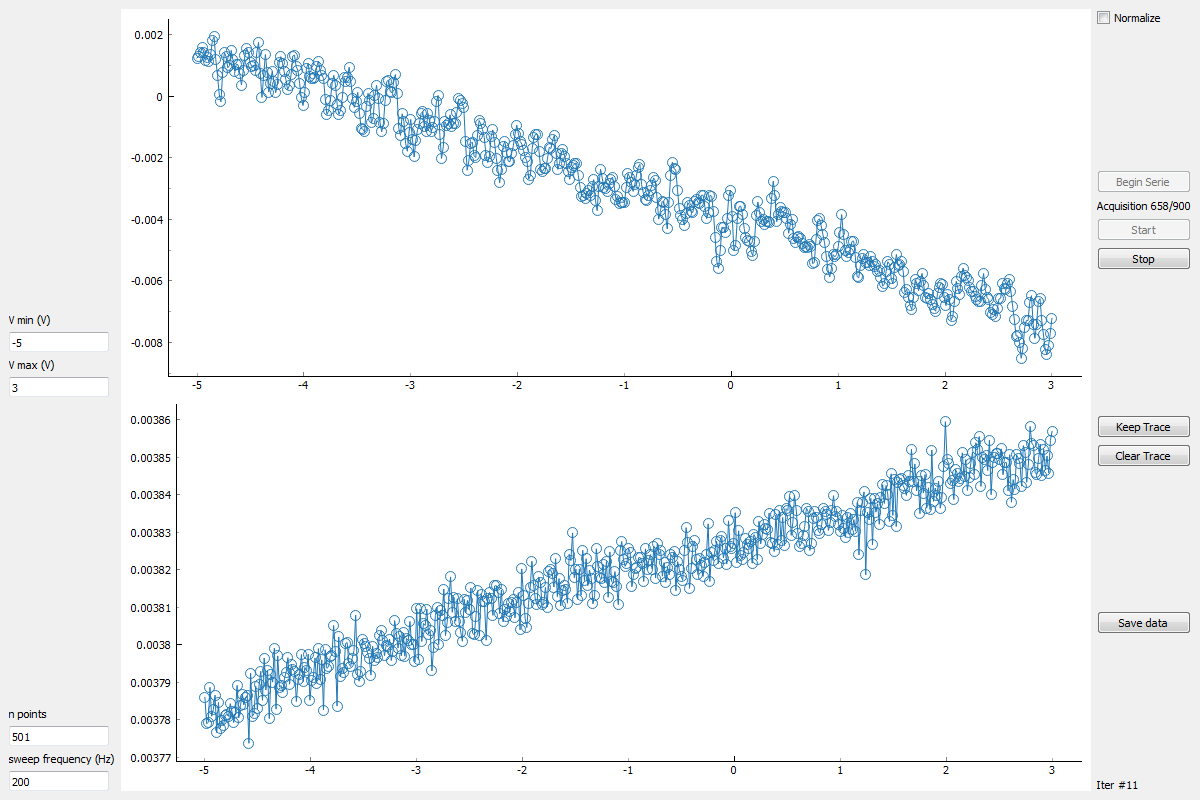 Normalize
0.002
0
-0.002
-0.004
-0.006
-0.008
-5
-4
-3
-2
-1
0
1
2
3
Begin Serie
Acquisition 658/900
Start
Stop
V min (V)
-5
V max (V)
3
0.00386
0.00385
0.00384
0.00383
0.00382
0.00381
0.0038
0.00379
0.00378
0.00377
-5
-4
-3
-2
-1
0
1
2
3
Keep Trace
Clear Trace
Save data
n points
501
sweep frequency (Hz)
200
Iter #11